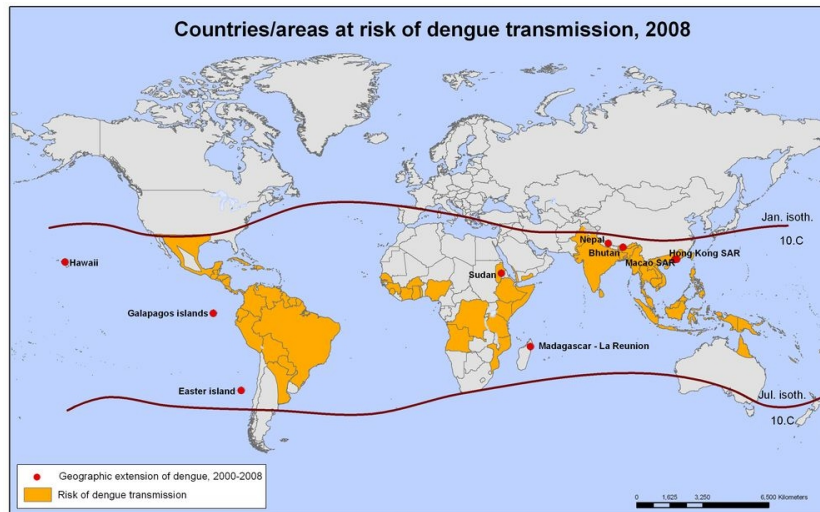 Countries/areas at risk of dengue transmission, 2008
Jan. isoth.
10.C
Nepal
Hong Kong SAR
Bhutan
Macao SAR
Hawaii
Sudan
Galapagos islands
Madagascar - La Reunion
Easter island
Jul. isoth.
10.C
Geographic extension of dengue, 2000-2008
Risk of dengue transmission
0 1,625 3,250 6,500 Kilometers